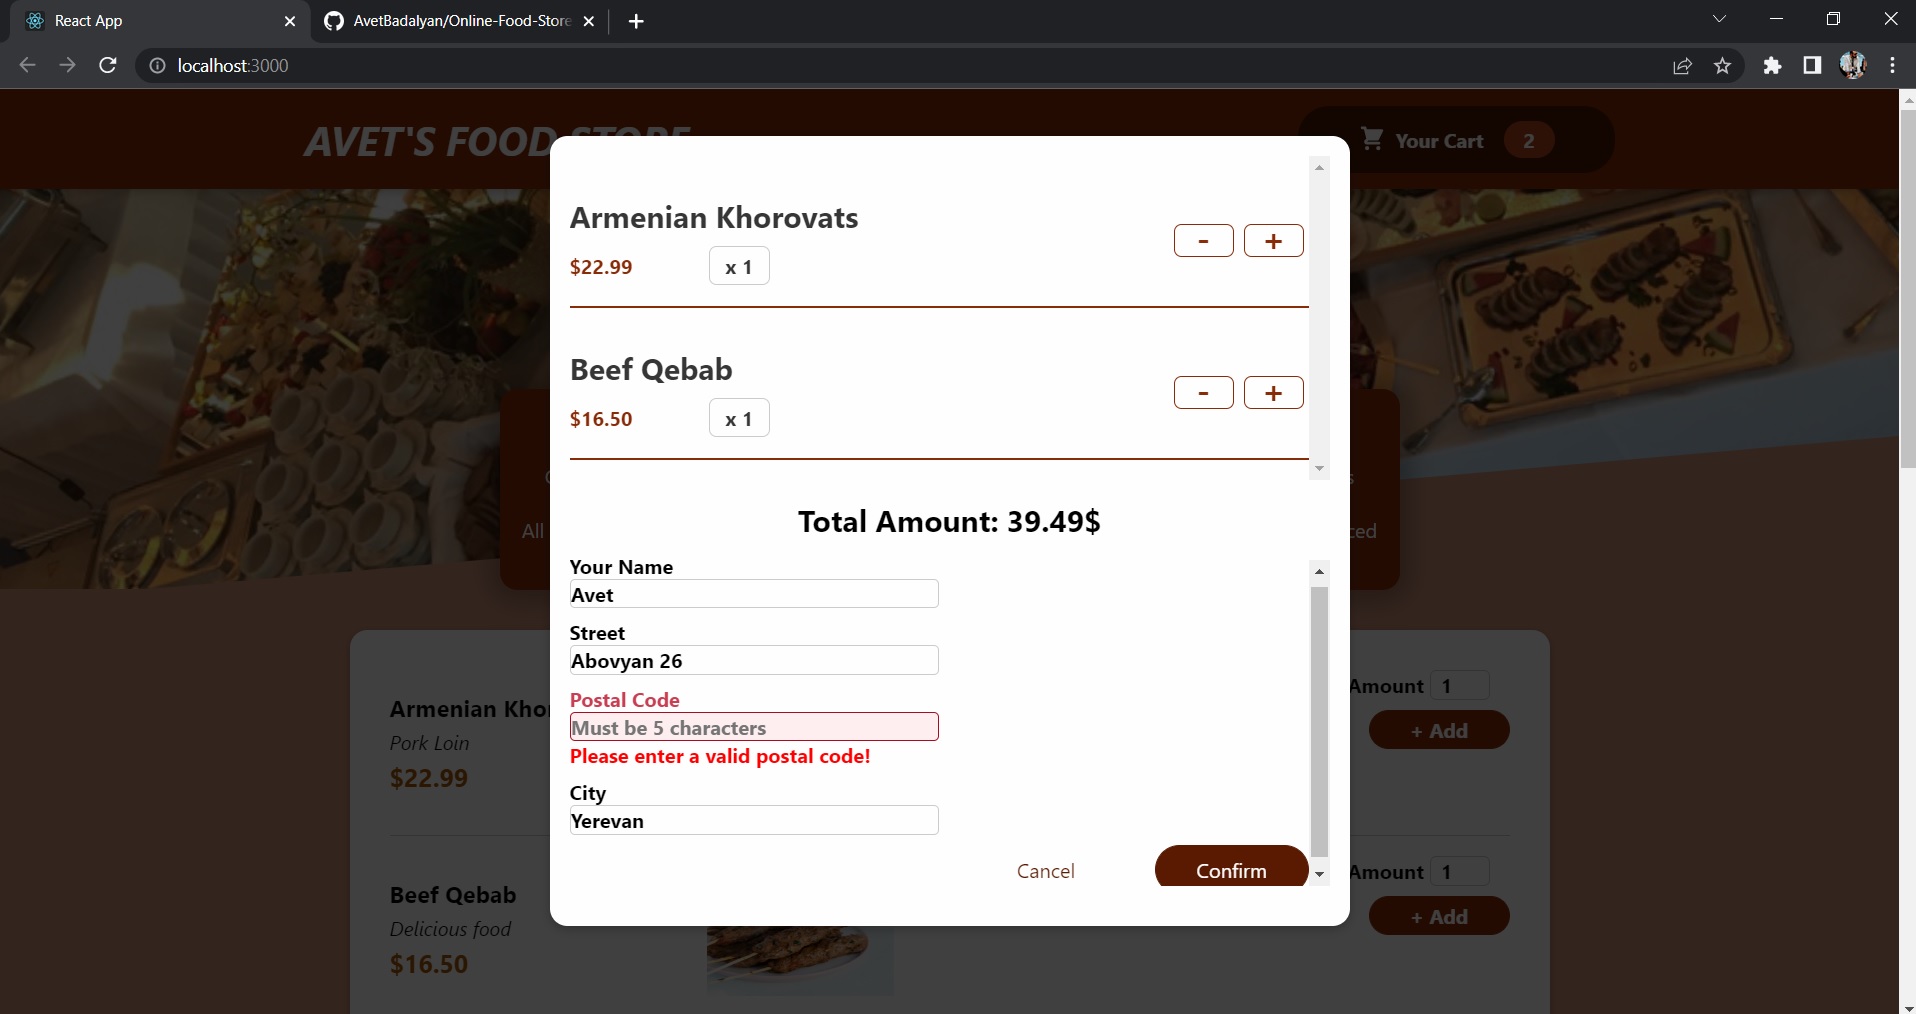 React App
AvetBadalyan/Online-Food-Store
localhost:3000
AVET'S FOOD STORE
Your Cart 2
Armenian Khorovats
- +
$22.99 x 1
Beef Qebab
- +
$16.50 x 1
Total Amount: 39.49$
All
Your Name
Avet
Street
Abovyan 26
Postal Code
Must be 5 characters
Please enter a valid postal code!
City
Yerevan
Cancel Confirm
Armenian Kho
Pork Loin
$22.99
Amount 1
+ Add
Beef Qebab
Delicious food
$16.50
Amount 1
+ Add